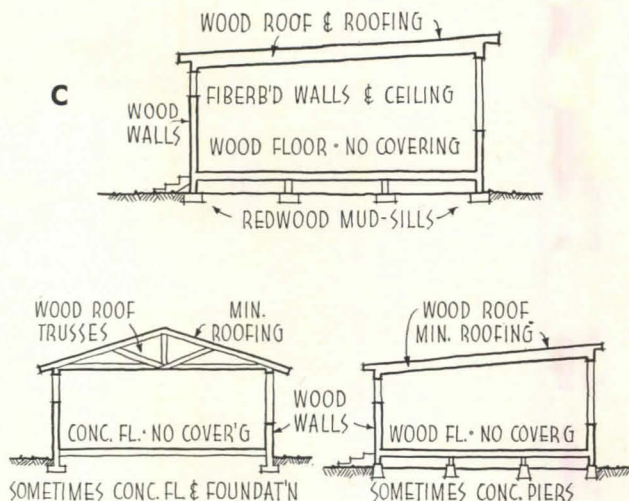 WOOD ROOF & ROOFING
C
FIBERB'D WALLS & CEILING
WOOD
WALLS
WOOD FLOOR • NO COVERING
REDWOOD MUD-SILLS
WOOD ROOF
TRUSSES
MIN.
ROOFING
WOOD
WALLS
CONC. FL. • NO COVER'G
SOMETIMES CONC. FL & FOUNDAT'N
WOOD ROOF
MIN. ROOFING
WOOD FL. • NO COVERG
SOMETIMES CONC. PIERS